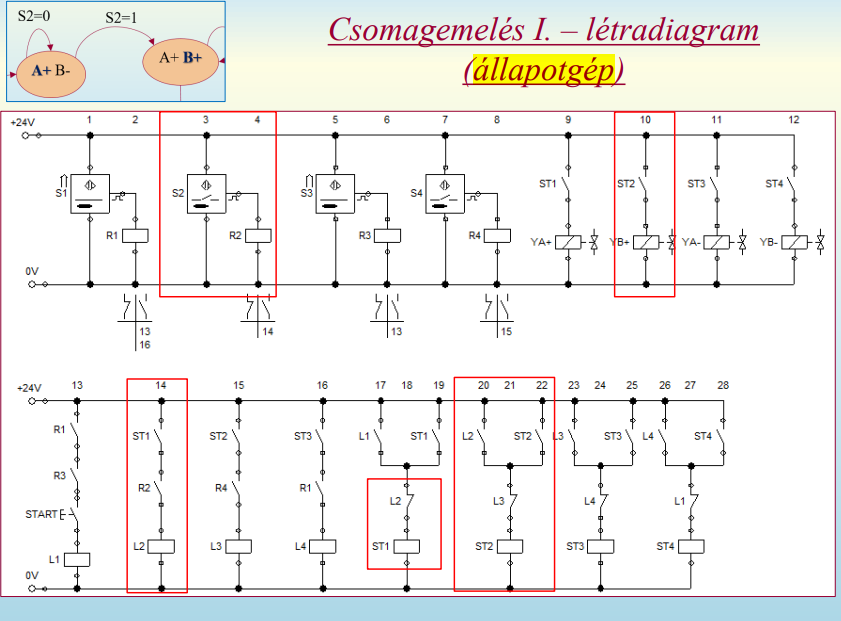 S2=0 S2=1
A+ B- A+ B+
Csomagemelés I. – létradiagram
(állapotgép)
+24V 1 2 3 4 5 6 7 8 9 10 11 12
S1 S2 S3 S4 ST1 ST2 ST3 ST4
R1 R2 R3 R4 YA+ YB+ YA- YB-
0V
13 14 13 15
16
+24V 13 14 15 16 17 18 19 20 21 22 23 24 25 26 27 28
R1 ST1 ST2 ST3 L1 ST1 L2 ST2 L3 ST3 L4 ST4
R3 R2 R4 R1 L2 L3 L4 L1
START
L1 L2 L3 L4 ST1 ST2 ST3 ST4
0V